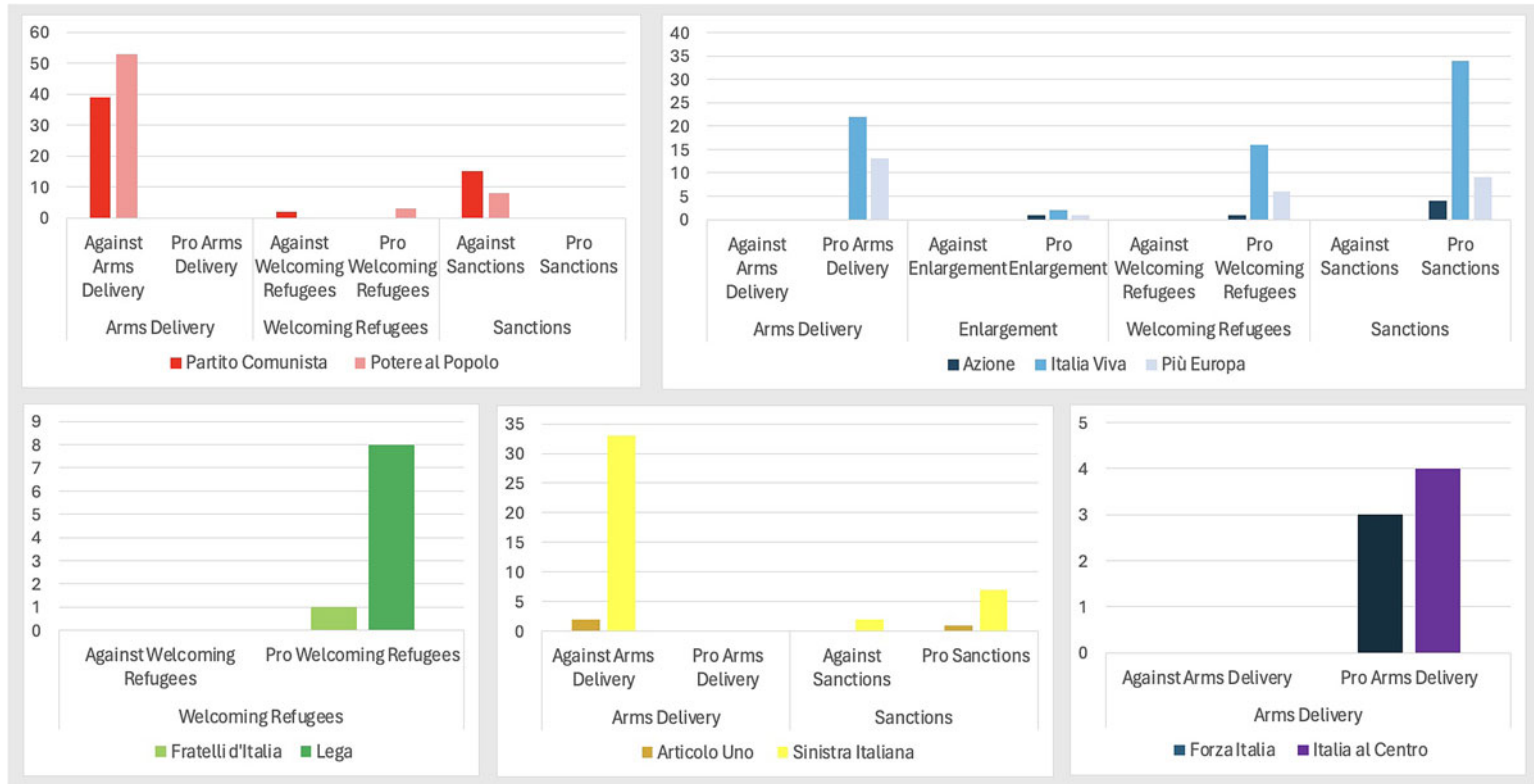 60
50
40
30
20
10
0
Against Arms Delivery
Pro Arms Delivery
Against Welcoming Refugees
Pro Welcoming Refugees
Against Sanctions
Pro Sanctions
Arms Delivery
Welcoming Refugees
Sanctions
Partito Comunista
Potere al Popolo
40
35
30
25
20
15
10
5
0
Against Arms Delivery
Pro Arms Delivery
Against Enlargement
Pro Enlargement
Against Welcoming Refugees
Pro Welcoming Refugees
Against Sanctions
Pro Sanctions
Arms Delivery
Enlargement
Welcoming Refugees
Sanctions
Azione
Italia Viva
Più Europa
9
8
7
6
5
4
3
2
1
0
Against Welcoming Refugees
Pro Welcoming Refugees
Welcoming Refugees
Fratelli d'Italia
Lega
35
30
25
20
15
10
5
0
Against Arms Delivery
Pro Arms Delivery
Against Sanctions
Pro Sanctions
Arms Delivery
Sanctions
Articolo Uno
Sinistra Italiana
5
4
3
2
1
0
Against Arms Delivery
Pro Arms Delivery
Arms Delivery
Forza Italia
Italia al Centro